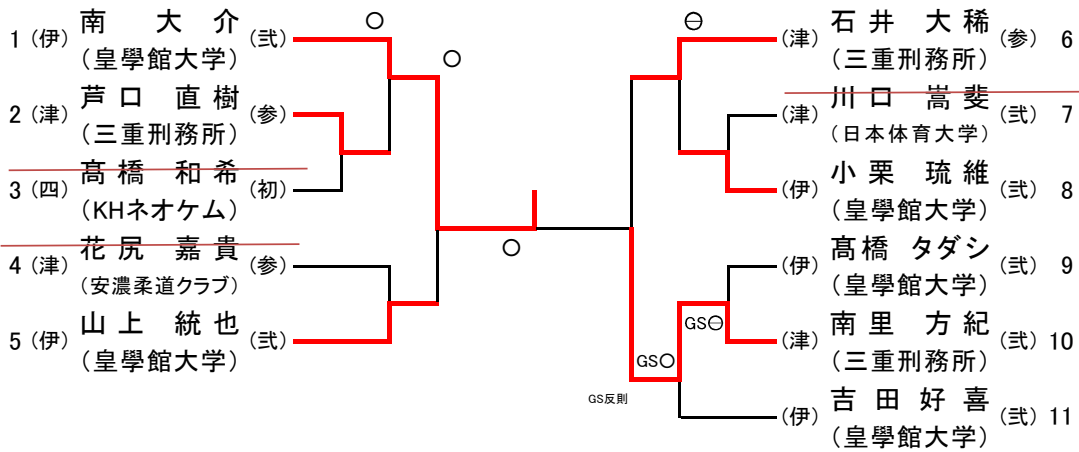 1 (伊) 南 大 介 (弐)
(皇學館大学)
2 (津) 芦 口 直 樹 (参)
(三重刑務所)
3 (四) 髙 橋 和 希 (初)
(KHネオケム)
4 (津) 花 尻 嘉 貴 (参)
(安濃柔道クラブ)
5 (伊) 山 上 統 也 (弐)
(皇學館大学)
○
○
○
⊖
GS⊖
GS○
GS反則
(津) 石 井 大 稀 (参) 6
(三重刑務所)
(津) 川 口 嵩 斐 (弐) 7
(日本体育大学)
(伊) 小 栗 琉 維 (弐) 8
(皇學館大学)
(伊) 髙 橋 タダシ (弐) 9
(皇學館大学)
(津) 南 里 方 紀 (弐) 10
(三重刑務所)
(伊) 吉 田 好 喜 (弐) 11
(皇學館大学)